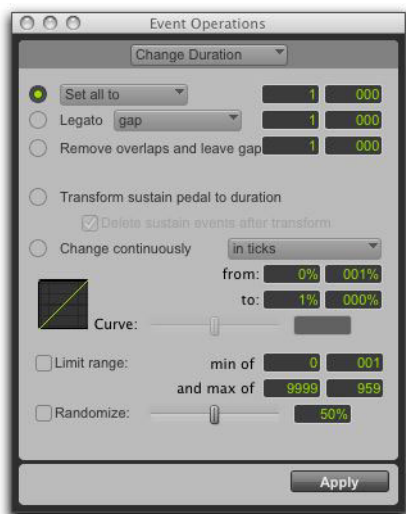 Event Operations
Change Duration
Set all to 1 000
Legato gap 1 000
Remove overlaps and leave gap 1 000
Transform sustain pedal to duration
Delete sustain events after transform
Change continuously in ticks
from: 0% 001%
to: 1% 000%
Curve:
Limit range: min of 0 001
and max of 9999 959
Randomize: 50%
Apply